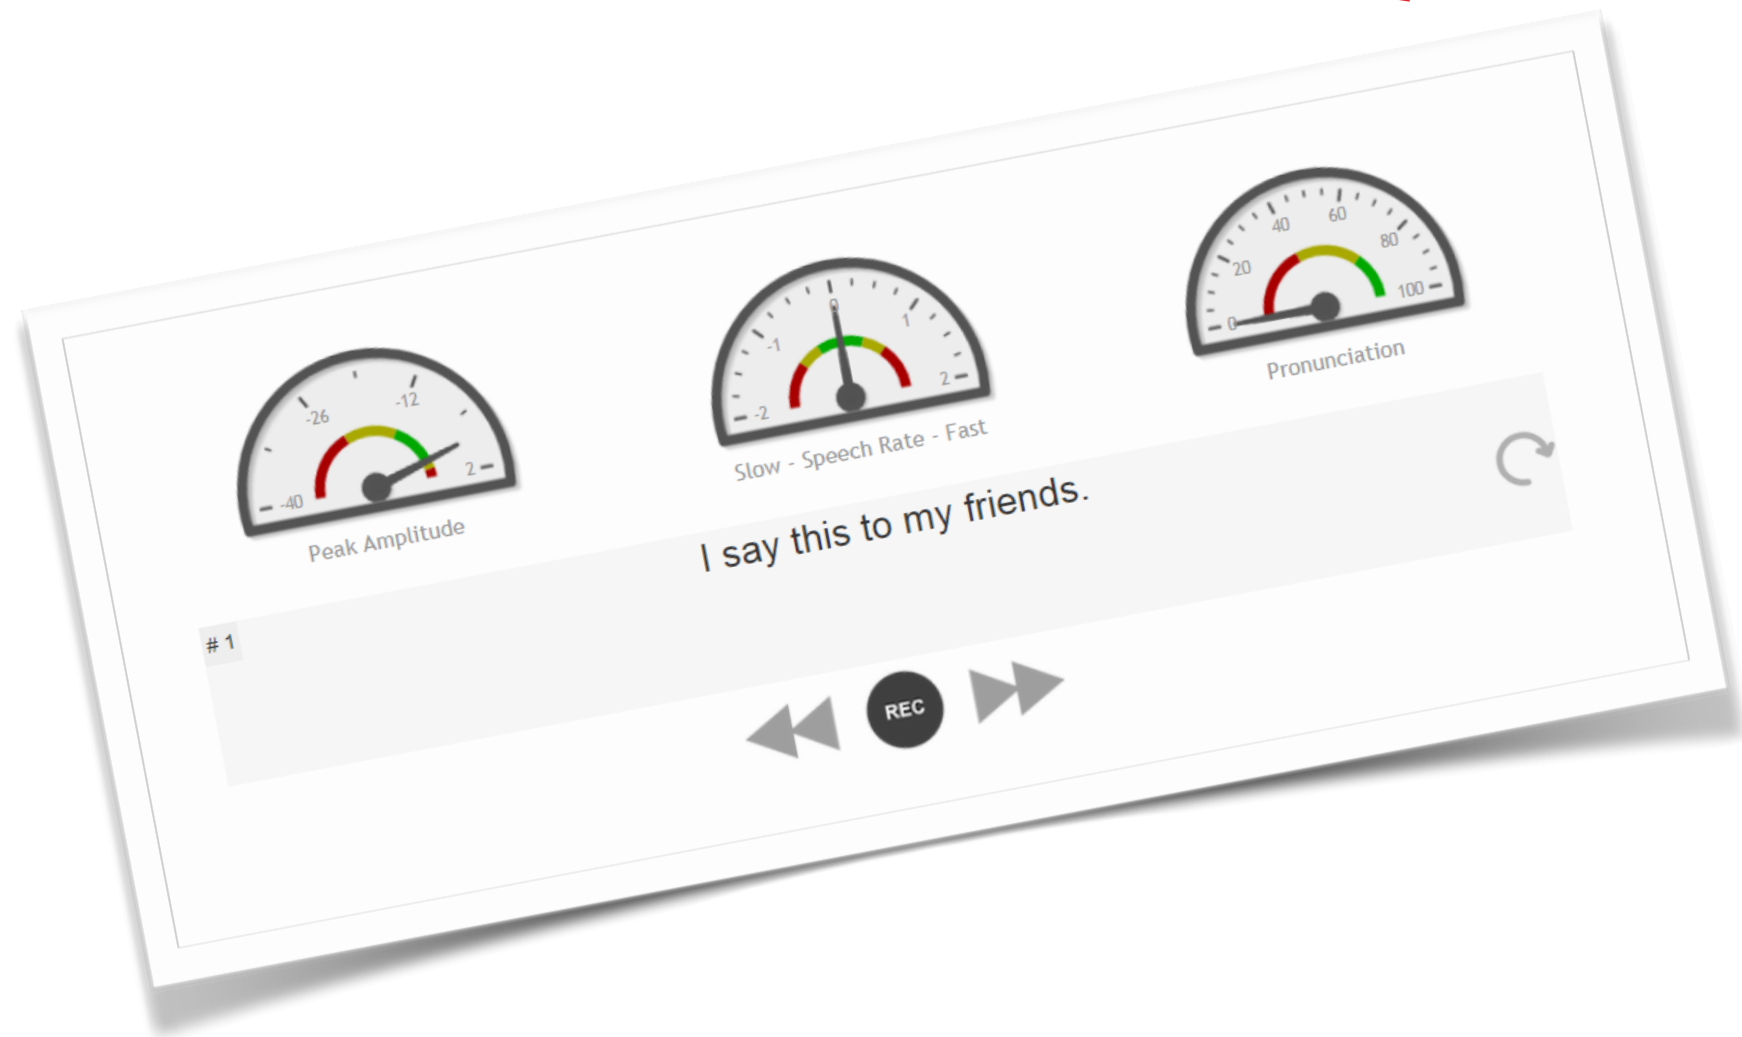 -40 -26 -12 2
Peak Amplitude
-2 -1 0 1 2
Slow - Speech Rate - Fast
0 20 40 60 80 100
Pronunciation
I say this to my friends.
# 1
REC